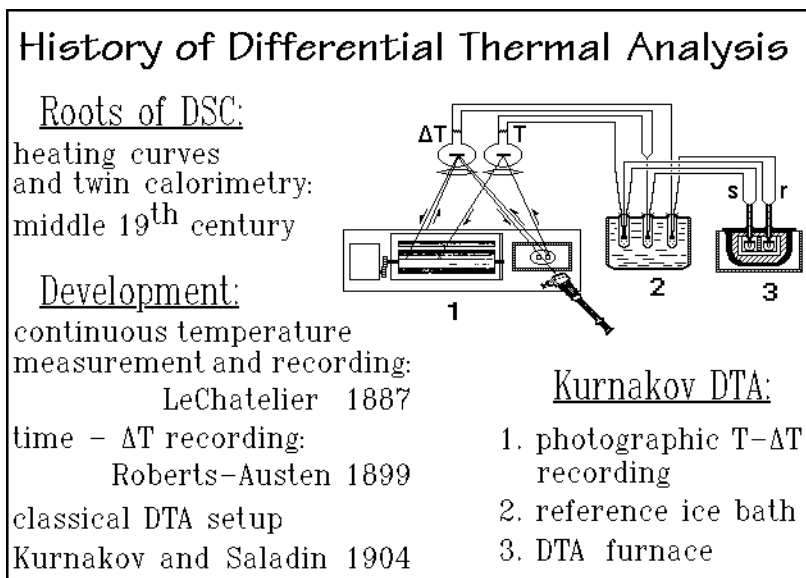 History of Differential Thermal Analysis
Roots of DSC:
heating curves
and twin calorimetry:
middle 19th century
Development:
continuous temperature
measurement and recording:
LeChatelier 1887
time - ΔT recording:
Roberts-Austen 1899
classical DTA setup
Kurnakov and Saladin 1904
ΔT T
s r
1 2 3
Kurnakov DTA:
1. photographic T-ΔT
recording
2. reference ice bath
3. DTA furnace